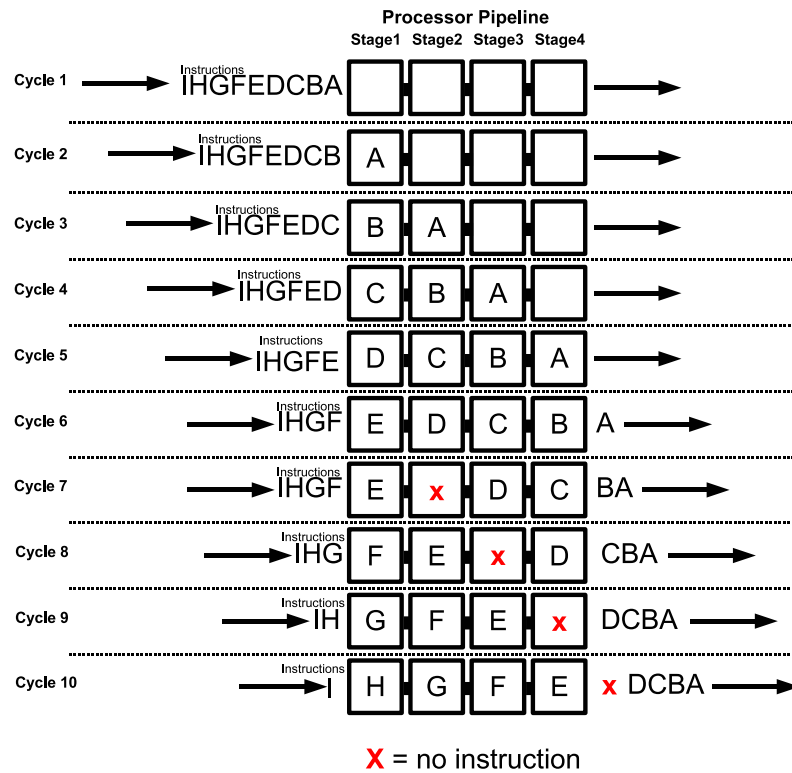 Processor Pipeline
Stage1 Stage2 Stage3 Stage4
Cycle 1 Instructions IHGFEDCBA
Cycle 2 Instructions IHGFEDCB A
Cycle 3 Instructions IHGFEDC B A
Cycle 4 Instructions IHGFED C B A
Cycle 5 Instructions IHGFE D C B A
Cycle 6 Instructions IHGF E D C B A
Cycle 7 Instructions IHGF E x D C BA
Cycle 8 Instructions IHG F E x D CBA
Cycle 9 Instructions IH G F E x DCBA
Cycle 10 Instructions I H G F E x DCBA
X = no instruction